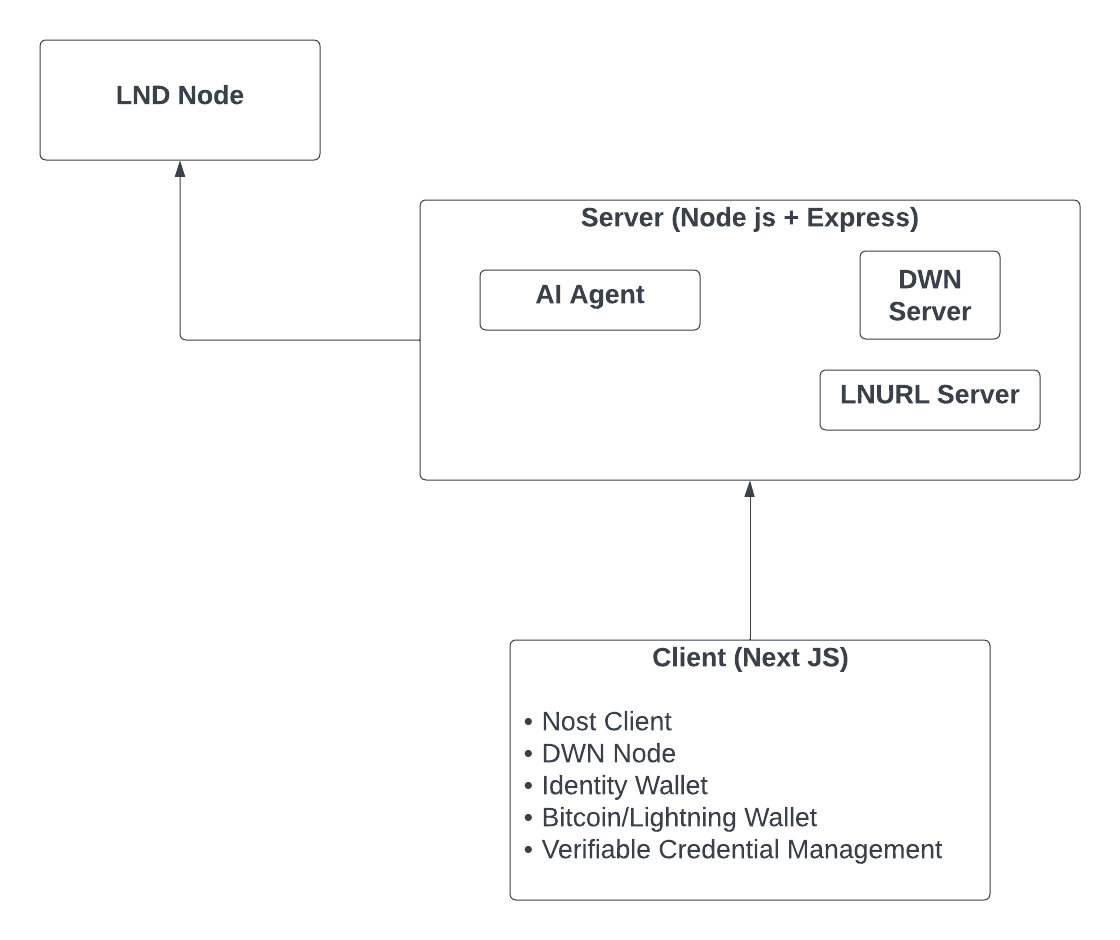 LND Node
Server (Node js + Express)
AI Agent
DWN
Server
LNURL Server
Client (Next JS)
• Nost Client
• DWN Node
• Identity Wallet
• Bitcoin/Lightning Wallet
• Verifiable Credential Management